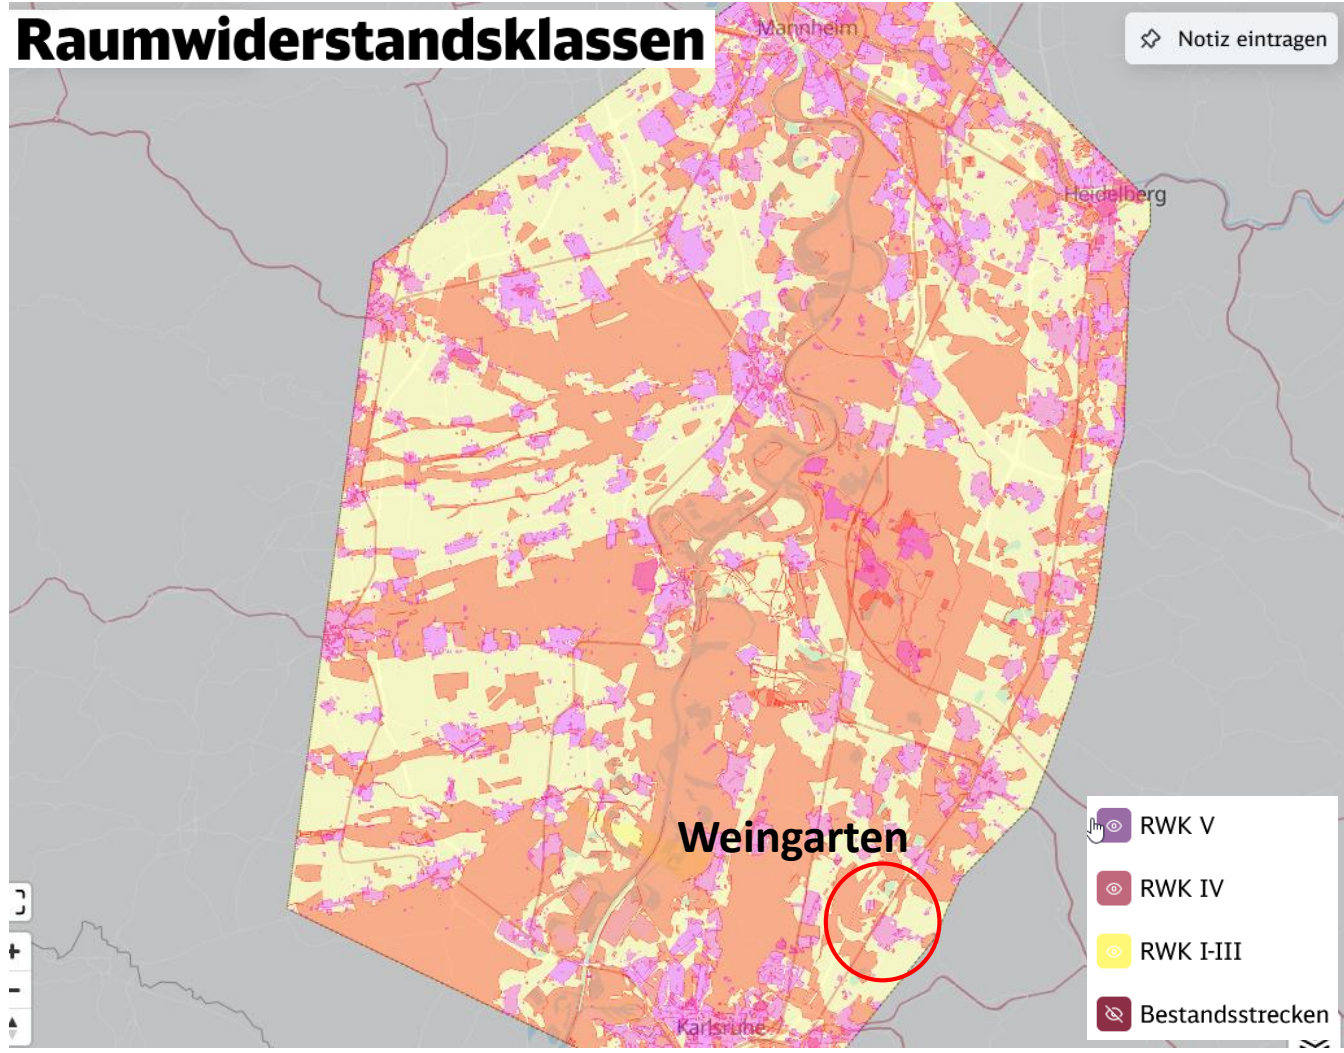 Raumwiderstandsklassen
Mannheim
Notiz eintragen
Heidelberg
Weingarten
Karlsruhe
RWK V
RWK IV
RWK I-III
Bestandsstrecken